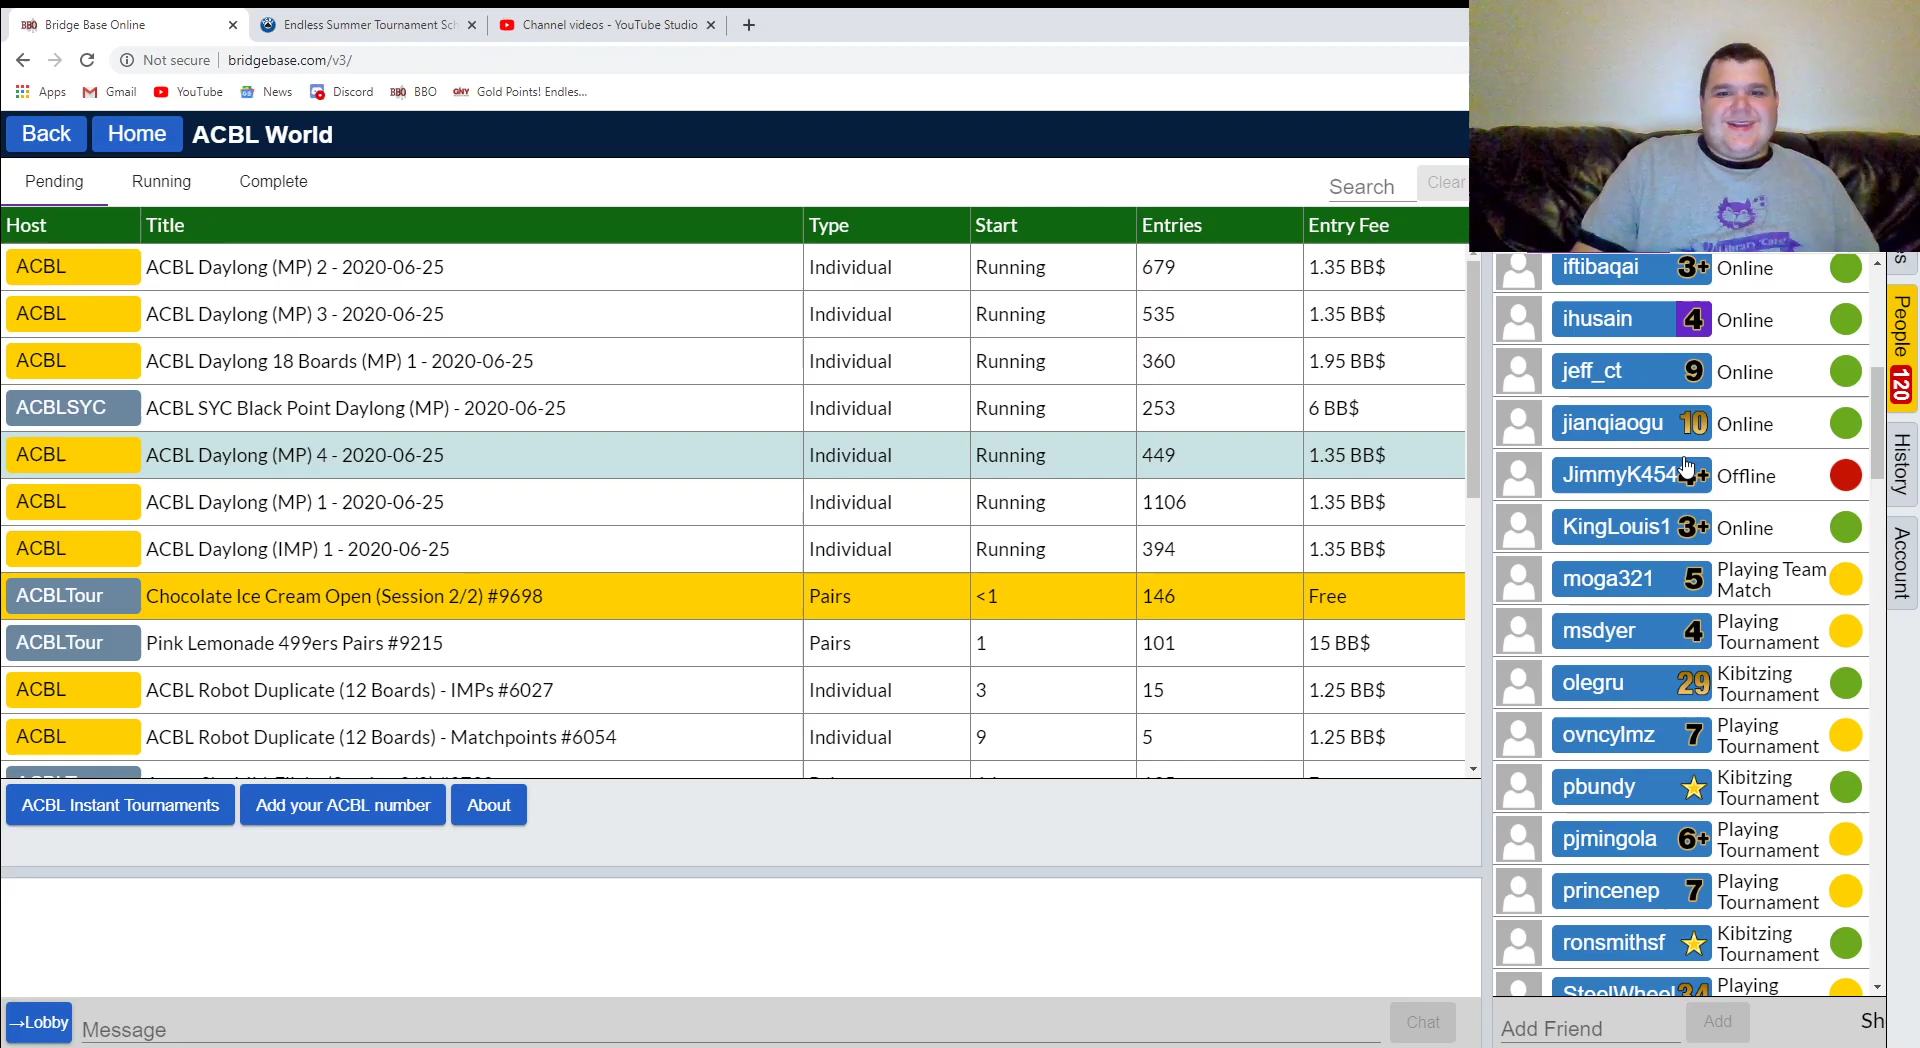 Bridge Base Online
Endless Summer Tournament Sch
Channel videos - YouTube Studio
Not secure
bridgebase.com/v3/
Apps Gmail YouTube News Discord BBO Gold Points! Endles...
Back Home ACBL World
Pending Running Complete
Search Clear
Host Title Type Start Entries Entry Fee
ACBL ACBL Daylong (MP) 2 - 2020-06-25 Individual Running 679 1.35 BB$
ACBL ACBL Daylong (MP) 3 - 2020-06-25 Individual Running 535 1.35 BB$
ACBL ACBL Daylong 18 Boards (MP) 1 - 2020-06-25 Individual Running 360 1.95 BB$
ACBLSYC ACBL SYC Black Point Daylong (MP) - 2020-06-25 Individual Running 253 6 BB$
ACBL ACBL Daylong (MP) 4 - 2020-06-25 Individual Running 449 1.35 BB$
ACBL ACBL Daylong (MP) 1 - 2020-06-25 Individual Running 1106 1.35 BB$
ACBL ACBL Daylong (IMP) 1 - 2020-06-25 Individual Running 394 1.35 BB$
ACBLTour Chocolate Ice Cream Open (Session 2/2) #9698 Pairs <1 146 Free
ACBLTour Pink Lemonade 499ers Pairs #9215 Pairs 1 101 15 BB$
ACBL ACBL Robot Duplicate (12 Boards) - IMPs #6027 Individual 3 15 1.25 BB$
ACBL ACBL Robot Duplicate (12 Boards) - Matchpoints #6054 Individual 9 5 1.25 BB$
ACBL Instant Tournaments Add your ACBL number About
→Lobby Message Chat
iftibaqai 3+ Online
ihusain 4 Online
jeff_ct 9 Online
jianqiaogu 10 Online
JimmyK454 + Offline
KingLouis1 3+ Online
moga321 5 Playing Team
Match
msdyer 4 Playing
Tournament
olegru 29 Kibitzing
Tournament
ovncylmz 7 Playing
Tournament
pbundy Kibitzing
Tournament
pjmingola 6+ Playing
Tournament
princenep 7 Playing
Tournament
ronsmithsf Kibitzing
Tournament
SteelWheel 34 Playing
Add Friend Add Sh
s
People 120
History
Account
Library 'Cats!